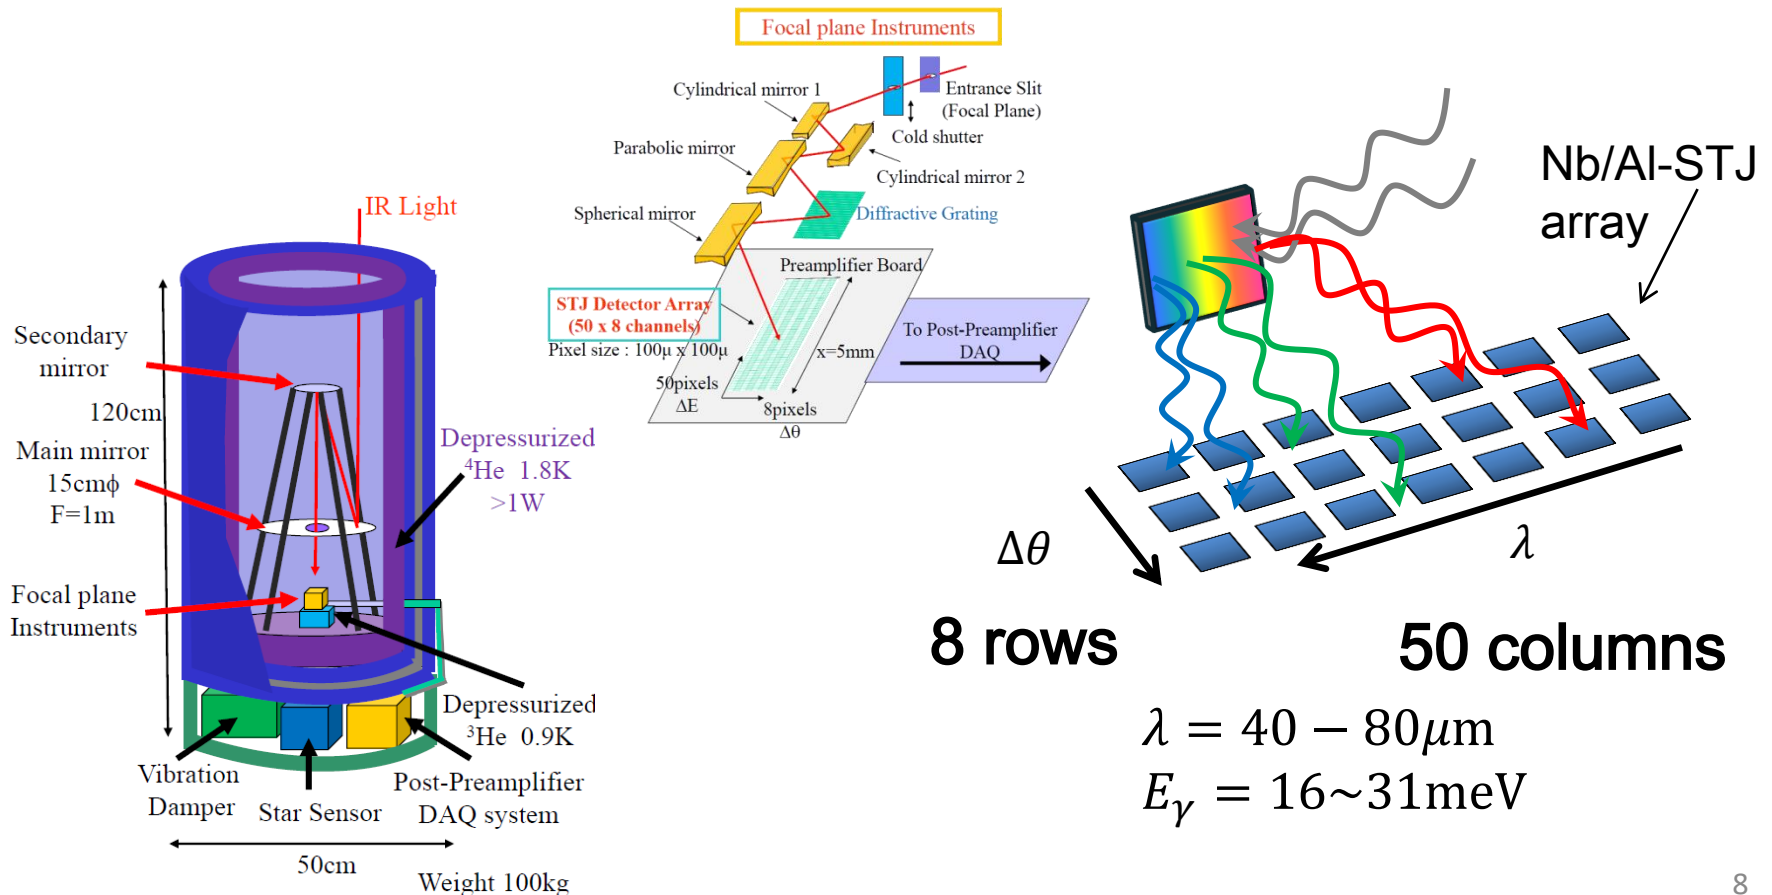 Focal plane Instruments
Cylindrical mirror 1
Entrance Slit
(Focal Plane)
Cold shutter
Parabolic mirror
Cylindrical mirror 2
Spherical mirror
Diffractive Grating
Preamplifier Board
STJ Detector Array
(50 x 8 channels)
Pixel size : 100μ x 100μ
x=5mm
50pixels
ΔE
8pixels
Δθ
To Post-Preamplifier
DAQ
IR Light
Secondary
mirror
120cm
Main mirror
15cmϕ
F=1m
Depressurized
⁴He 1.8K
>1W
Focal plane
Instruments
Depressurized
³He 0.9K
Vibration
Damper
Star Sensor
Post-Preamplifier
DAQ system
50cm
Weight 100kg
Nb/Al-STJ
array
Δθ
λ
8 rows
50 columns
λ = 40 − 80μm
Eγ = 16~31meV
8